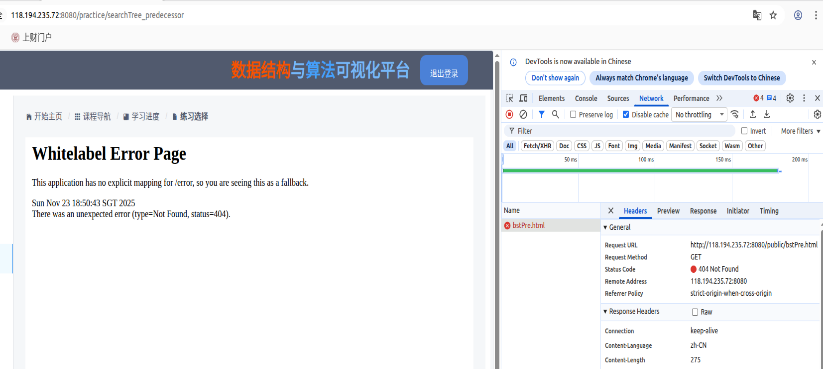 118.194.235.72:8080/practice/searchTree_predecessor
上财门户
数据结构与算法可视化平台
退出登录
开始主页 / 课程导航 / 学习进度 / 练习选择
Whitelabel Error Page
This application has no explicit mapping for /error, so you are seeing this as a fallback.
Sun Nov 23 18:50:43 SGT 2025
There was an unexpected error (type=Not Found, status=404).
DevTools is now available in Chinese
Don't show again Always match Chrome's language Switch DevTools to Chinese
Elements Console Sources Network Performance 4 4
Preserve log Disable cache No throttling
Filter Invert More filters
All Fetch/XHR Doc CSS JS Font Img Media Manifest Socket Wasm Other
50 ms 100 ms 150 ms 200 ms
Name
bstPre.html
Headers Preview Response Initiator Timing
General
Request URL http://118.194.235.72:8080/public/bstPre.html
Request Method GET
Status Code 404 Not Found
Remote Address 118.194.235.72:8080
Referrer Policy strict-origin-when-cross-origin
Response Headers Raw
Connection keep-alive
Content-Language zh-CN
Content-Length 275